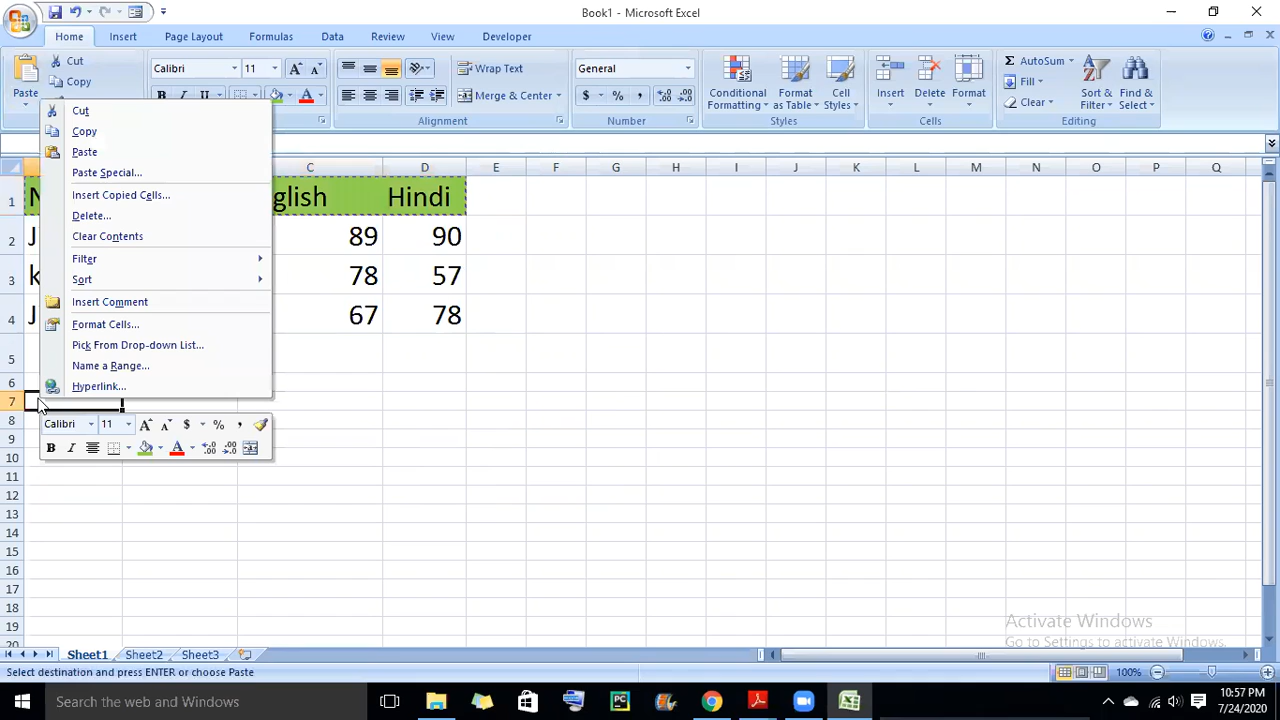 Book1 - Microsoft Excel
Home Insert Page Layout Formulas Data Review View Developer
Cut
Copy
Paste
Calibri 11
B I U
Wrap Text
Merge & Center
Alignment
General
$ % ,
Number
Conditional Formatting
Format as Table
Cell Styles
Styles
Insert Delete Format
Cells
AutoSum
Fill
Clear
Sort & Filter
Find & Select
Editing
Cut
Copy
Paste
Paste Special...
Insert Copied Cells...
Delete...
Clear Contents
Filter
Sort
Insert Comment
Format Cells...
Pick From Drop-down List...
Name a Range...
Hyperlink...
Calibri 11 A A $ % ,
B I A
C D E F G H I J K L M N O P Q
1 N glish Hindi
2 J 89 90
3 k 78 57
4 J 67 78
5
6
7
8
9
10
11
12
13
14
15
16
17
18
19
20
Activate Windows
Go to Settings to activate Windows.
Sheet1 Sheet2 Sheet3
Select destination and press ENTER or choose Paste
100%
Search the web and Windows
10:57 PM
7/24/2020